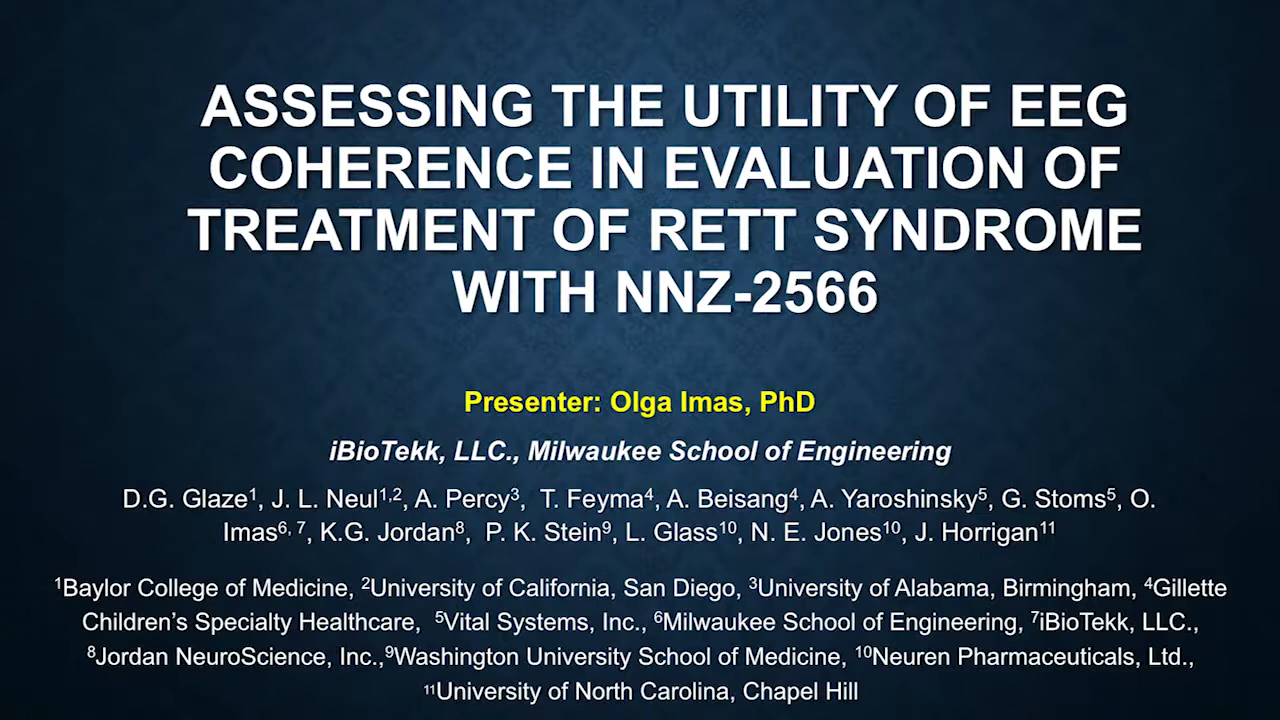 ASSESSING THE UTILITY OF EEG
COHERENCE IN EVALUATION OF
TREATMENT OF RETT SYNDROME
WITH NNZ-2566
Presenter: Olga Imas, PhD
iBioTekk, LLC., Milwaukee School of Engineering
D.G. Glaze¹, J. L. Neul¹,², A. Percy³, T. Feyma⁴, A. Beisang⁴, A. Yaroshinsky⁵, G. Stoms⁵, O.
Imas⁶, ⁷, K.G. Jordan⁸, P. K. Stein⁹, L. Glass¹⁰, N. E. Jones¹⁰, J. Horrigan¹¹
¹Baylor College of Medicine, ²University of California, San Diego, ³University of Alabama, Birmingham, ⁴Gillette
Children’s Specialty Healthcare, ⁵Vital Systems, Inc., ⁶Milwaukee School of Engineering, ⁷iBioTekk, LLC.,
⁸Jordan NeuroScience, Inc.,⁹Washington University School of Medicine, ¹⁰Neuren Pharmaceuticals, Ltd.,
¹¹University of North Carolina, Chapel Hill